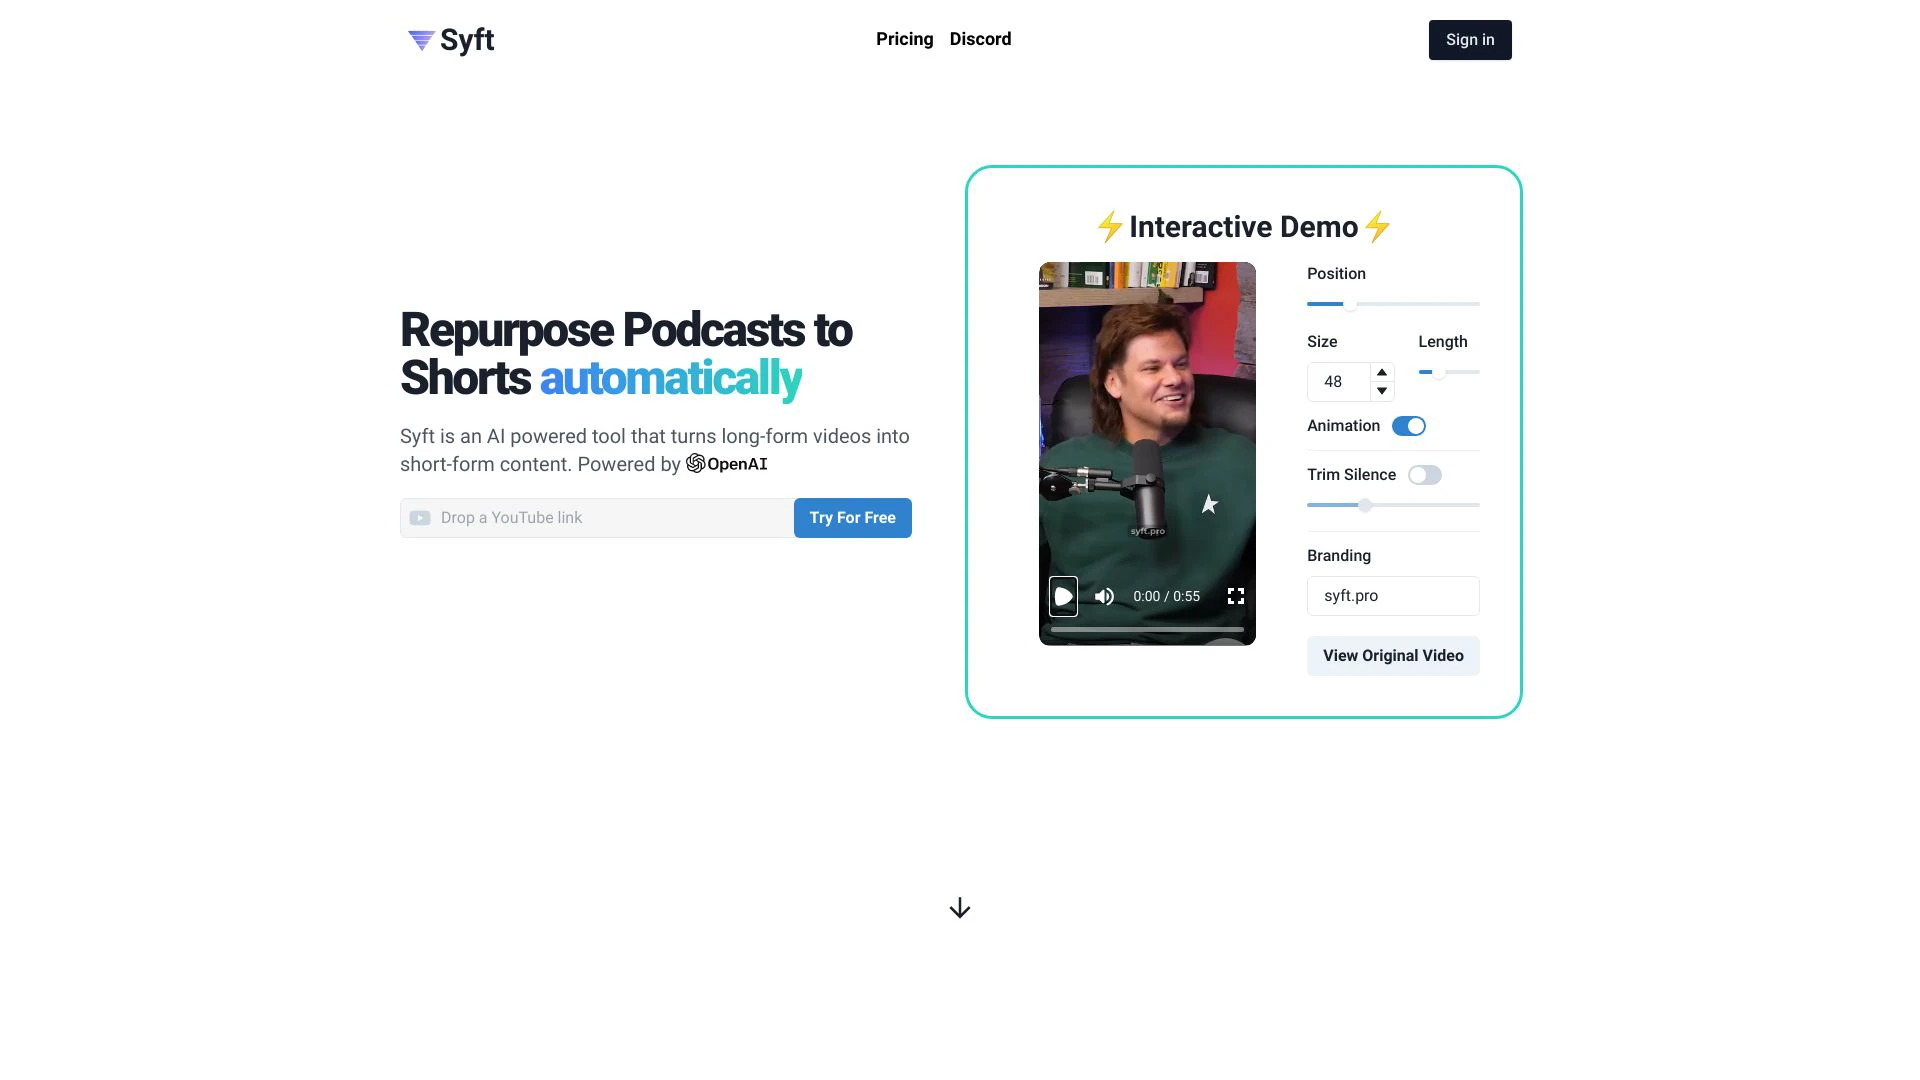 Syft
Pricing Discord
Sign in
⚡Interactive Demo⚡
Repurpose Podcasts to
Shorts automatically
Syft is an AI powered tool that turns long-form videos into
short-form content. Powered by OpenAI
Drop a YouTube link
Try For Free
syft.pro
0:00 / 0:55
Position
Size
Length
48
Animation
Trim Silence
Branding
syft.pro
View Original Video